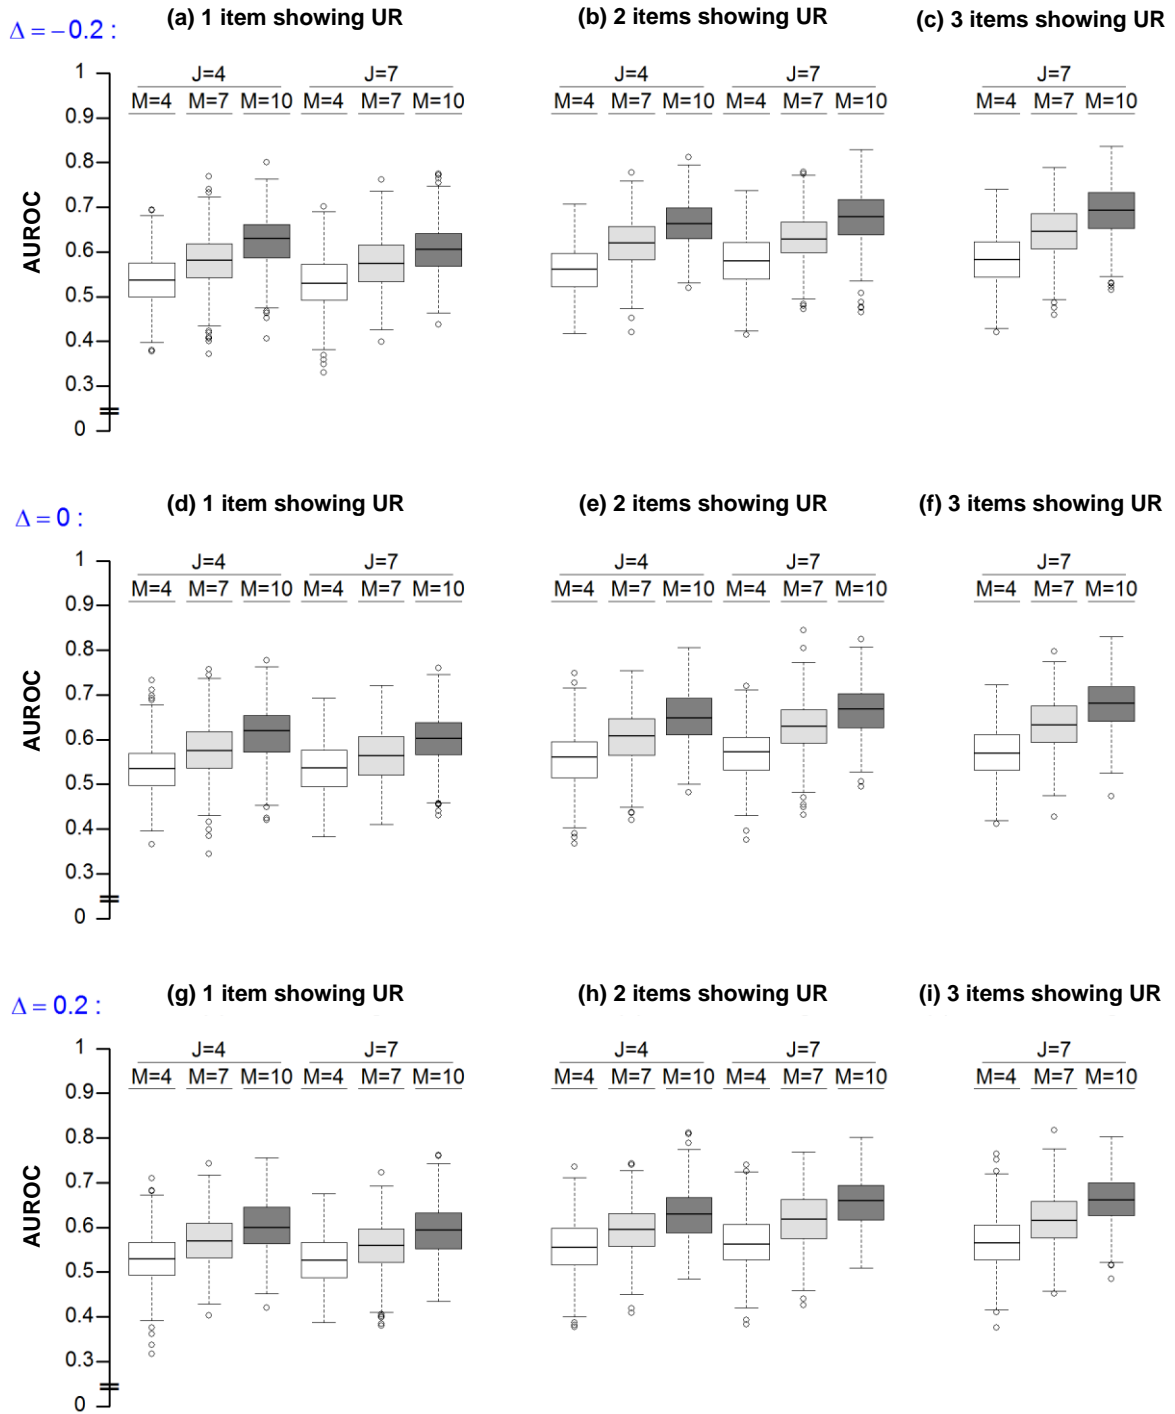 (a) 1 item showing UR (b) 2 items showing UR (c) 3 items showing UR
Δ = − 0.2 :
J=4 J=7 J=4 J=7 J=7
M=4 M=7 M=10 M=4 M=7 M=10 M=4 M=7 M=10 M=4 M=7 M=10 M=4 M=7 M=10
1
0.9
0.8
0.7
0.6
0.5
0.4
0.3
0
AUROC
(d) 1 item showing UR (e) 2 items showing UR (f) 3 items showing UR
Δ = 0 :
J=4 J=7 J=4 J=7 J=7
M=4 M=7 M=10 M=4 M=7 M=10 M=4 M=7 M=10 M=4 M=7 M=10 M=4 M=7 M=10
1
0.9
0.8
0.7
0.6
0.5
0.4
0.3
0
AUROC
(g) 1 item showing UR (h) 2 items showing UR (i) 3 items showing UR
Δ = 0.2 :
J=4 J=7 J=4 J=7 J=7
M=4 M=7 M=10 M=4 M=7 M=10 M=4 M=7 M=10 M=4 M=7 M=10 M=4 M=7 M=10
1
0.9
0.8
0.7
0.6
0.5
0.4
0.3
0
AUROC